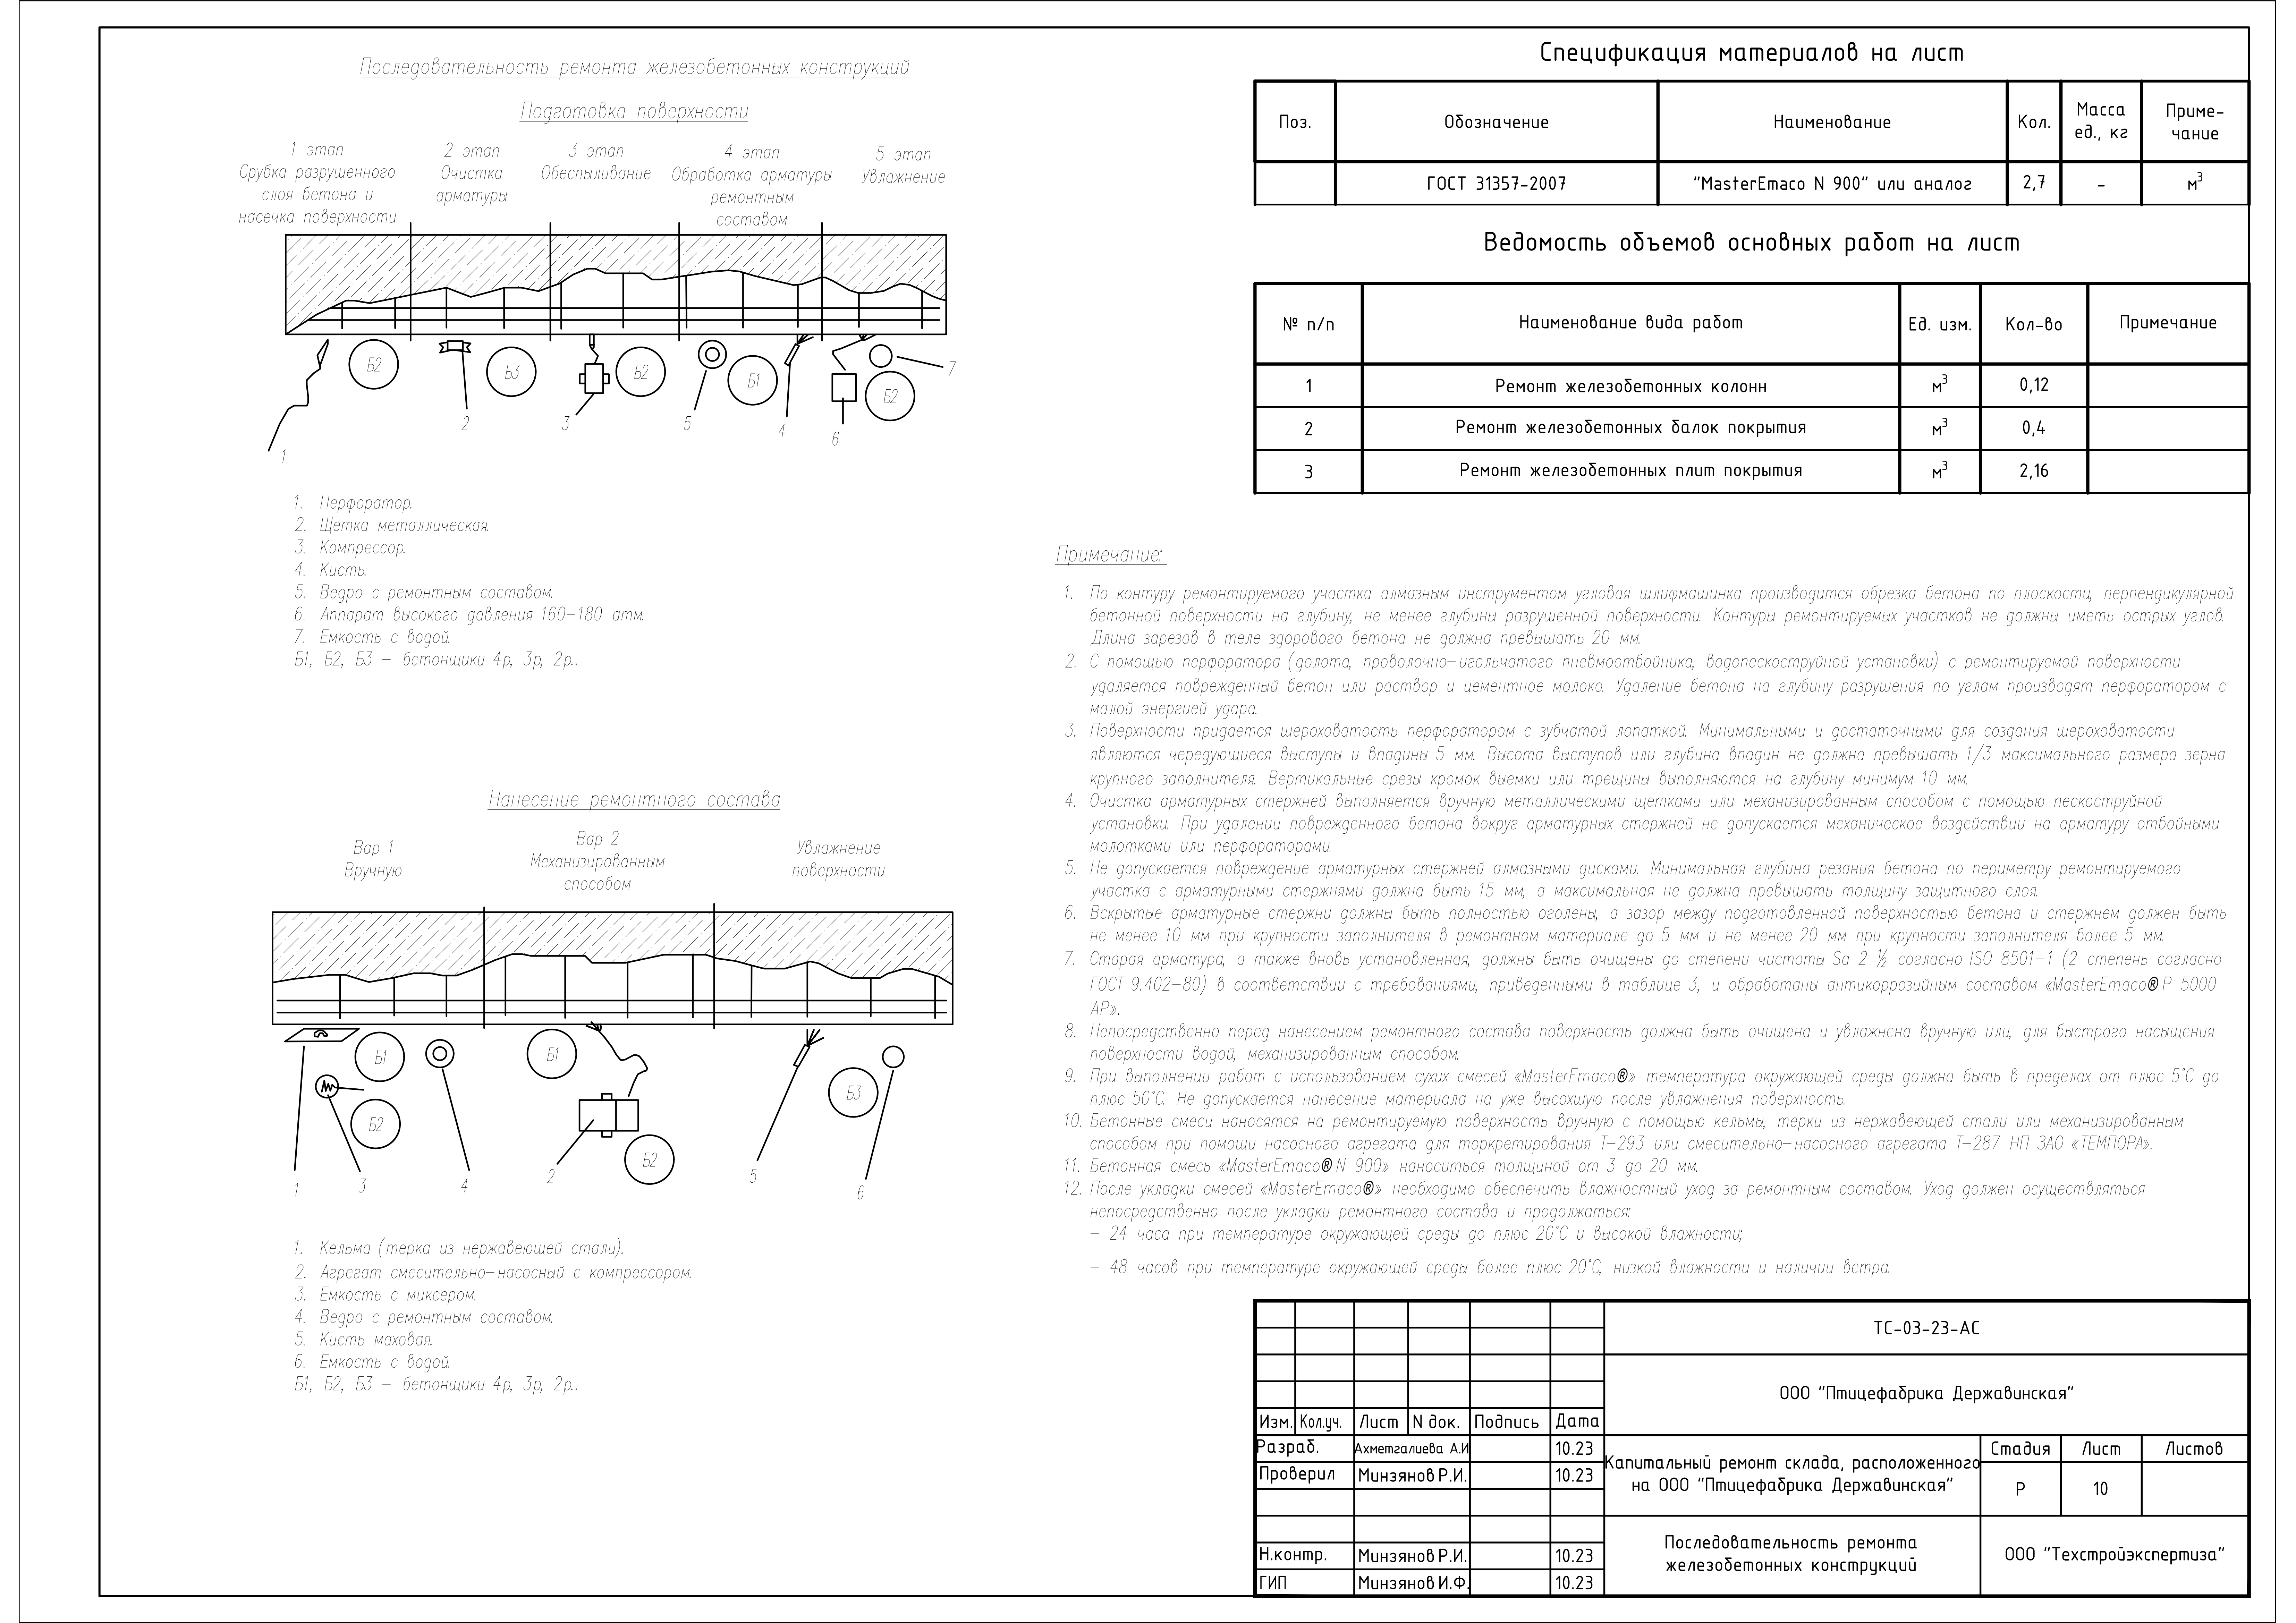 Последовательность ремонта железобетонных конструкций
Подготовка поверхности
1 этап
Срубка разрушенного
слоя бетона и
насечка поверхности
2 этап
Очистка
арматуры
3 этап
Обеспыливание
4 этап
Обработка арматуры
ремонтным
составом
5 этап
Увлажнение
Б2
Б3
Б2
Б1
Б2
1
2
3
5
4
6
7
1. Перфоратор.
2. Щетка металлическая.
3. Компрессор.
4. Кисть.
5. Ведро с ремонтным составом.
6. Аппарат высокого давления 160-180 атм.
7. Емкость с водой.
Б1, Б2, Б3 - бетонщики 4р, 3р, 2р..
Нанесение ремонтного состава
Вар 1
Вручную
Вар 2
Механизированным
способом
Увлажнение
поверхности
Б1
Б2
Б1
Б2
Б3
1
3
4
2
5
6
1. Кельма (терка из нержавеющей стали).
2. Агрегат смесительно-насосный с компрессором.
3. Емкость с миксером.
4. Ведро с ремонтным составом.
5. Кисть маховая.
6. Емкость с водой.
Б1, Б2, Б3 - бетонщики 4р, 3р, 2р..
Спецификация материалов на лист
Поз. Обозначение Наименование Кол. Масса ед., кг Приме-чание
ГОСТ 31357-2007 "MasterEmaco N 900" или аналог 2,7 - м3
Ведомость объемов основных работ на лист
№ п/п Наименование вида работ Ед. изм. Кол-во Примечание
1 Ремонт железобетонных колонн м3 0,12
2 Ремонт железобетонных балок покрытия м3 0,4
3 Ремонт железобетонных плит покрытия м3 2,16
Примечание:
1. По контуру ремонтируемого участка алмазным инструментом угловая шлифмашинка производится обрезка бетона по плоскости, перпендикулярной
бетонной поверхности на глубину, не менее глубины разрушенной поверхности. Контуры ремонтируемых участков не должны иметь острых углов.
Длина зарезов в теле здорового бетона не должна превышать 20 мм.
2. С помощью перфоратора (долота, проволочно-игольчатого пневмоотбойника, водопескоструйной установки) с ремонтируемой поверхности
удаляется поврежденный бетон или раствор и цементное молоко. Удаление бетона на глубину разрушения по углам производят перфоратором с
малой энергией удара.
3. Поверхности придается шероховатость перфоратором с зубчатой лопаткой. Минимальными и достаточными для создания шероховатости
являются чередующиеся выступы и впадины 5 мм. Высота выступов или глубина впадин не должна превышать 1/3 максимального размера зерна
крупного заполнителя. Вертикальные срезы кромок выемки или трещины выполняются на глубину минимум 10 мм.
4. Очистка арматурных стержней выполняется вручную металлическими щетками или механизированным способом с помощью пескоструйной
установки. При удалении поврежденного бетона вокруг арматурных стержней не допускается механическое воздействии на арматуру отбойными
молотками или перфораторами.
5. Не допускается повреждение арматурных стержней алмазными дисками. Минимальная глубина резания бетона по периметру ремонтируемого
участка с арматурными стержнями должна быть 15 мм, а максимальная не должна превышать толщину защитного слоя.
6. Вскрытые арматурные стержни должны быть полностью оголены, а зазор между подготовленной поверхностью бетона и стержнем должен быть
не менее 10 мм при крупности заполнителя в ремонтном материале до 5 мм и не менее 20 мм при крупности заполнителя более 5 мм.
7. Старая арматура, а также вновь установленная, должны быть очищены до степени чистоты Sa 2 ½ согласно ISO 8501-1 (2 степень согласно
ГОСТ 9.402-80) в соответствии с требованиями, приведенными в таблице 3, и обработаны антикоррозийным составом «MasterEmaco® P 5000
AP».
8. Непосредственно перед нанесением ремонтного состава поверхность должна быть очищена и увлажнена вручную или, для быстрого насыщения
поверхности водой, механизированным способом.
9. При выполнении работ с использованием сухих смесей «MasterEmaco®» температура окружающей среды должна быть в пределах от плюс 5°С до
плюс 50°С. Не допускается нанесение материала на уже высохшую после увлажнения поверхность.
10. Бетонные смеси наносятся на ремонтируемую поверхность вручную с помощью кельмы, терки из нержавеющей стали или механизированным
способом при помощи насосного агрегата для торкретирования Т-293 или смесительно-насосного агрегата Т-287 НП ЗАО «ТЕМПОРА».
11. Бетонная смесь «MasterEmaco® N 900» наноситься толщиной от 3 до 20 мм.
12. После укладки смесей «MasterEmaco®» необходимо обеспечить влажностный уход за ремонтным составом. Уход должен осуществляться
непосредственно после укладки ремонтного состава и продолжаться:
- 24 часа при температуре окружающей среды до плюс 20°С и высокой влажности;
- 48 часов при температуре окружающей среды более плюс 20°С, низкой влажности и наличии ветра.
ТС-03-23-АС
ООО "Птицефабрика Державинская"
Изм. Кол.уч. Лист N док. Подпись Дата
Разраб. Ахметгалиева А.И 10.23
Проверил Минзянов Р.И. 10.23
Н.контр. Минзянов Р.И. 10.23
ГИП Минзянов И.Ф. 10.23
Капитальный ремонт склада, расположенного
на ООО "Птицефабрика Державинская"
Стадия Лист Листов
Р 10
Последовательность ремонта
железобетонных конструкций
ООО "Техстройэкспертиза"